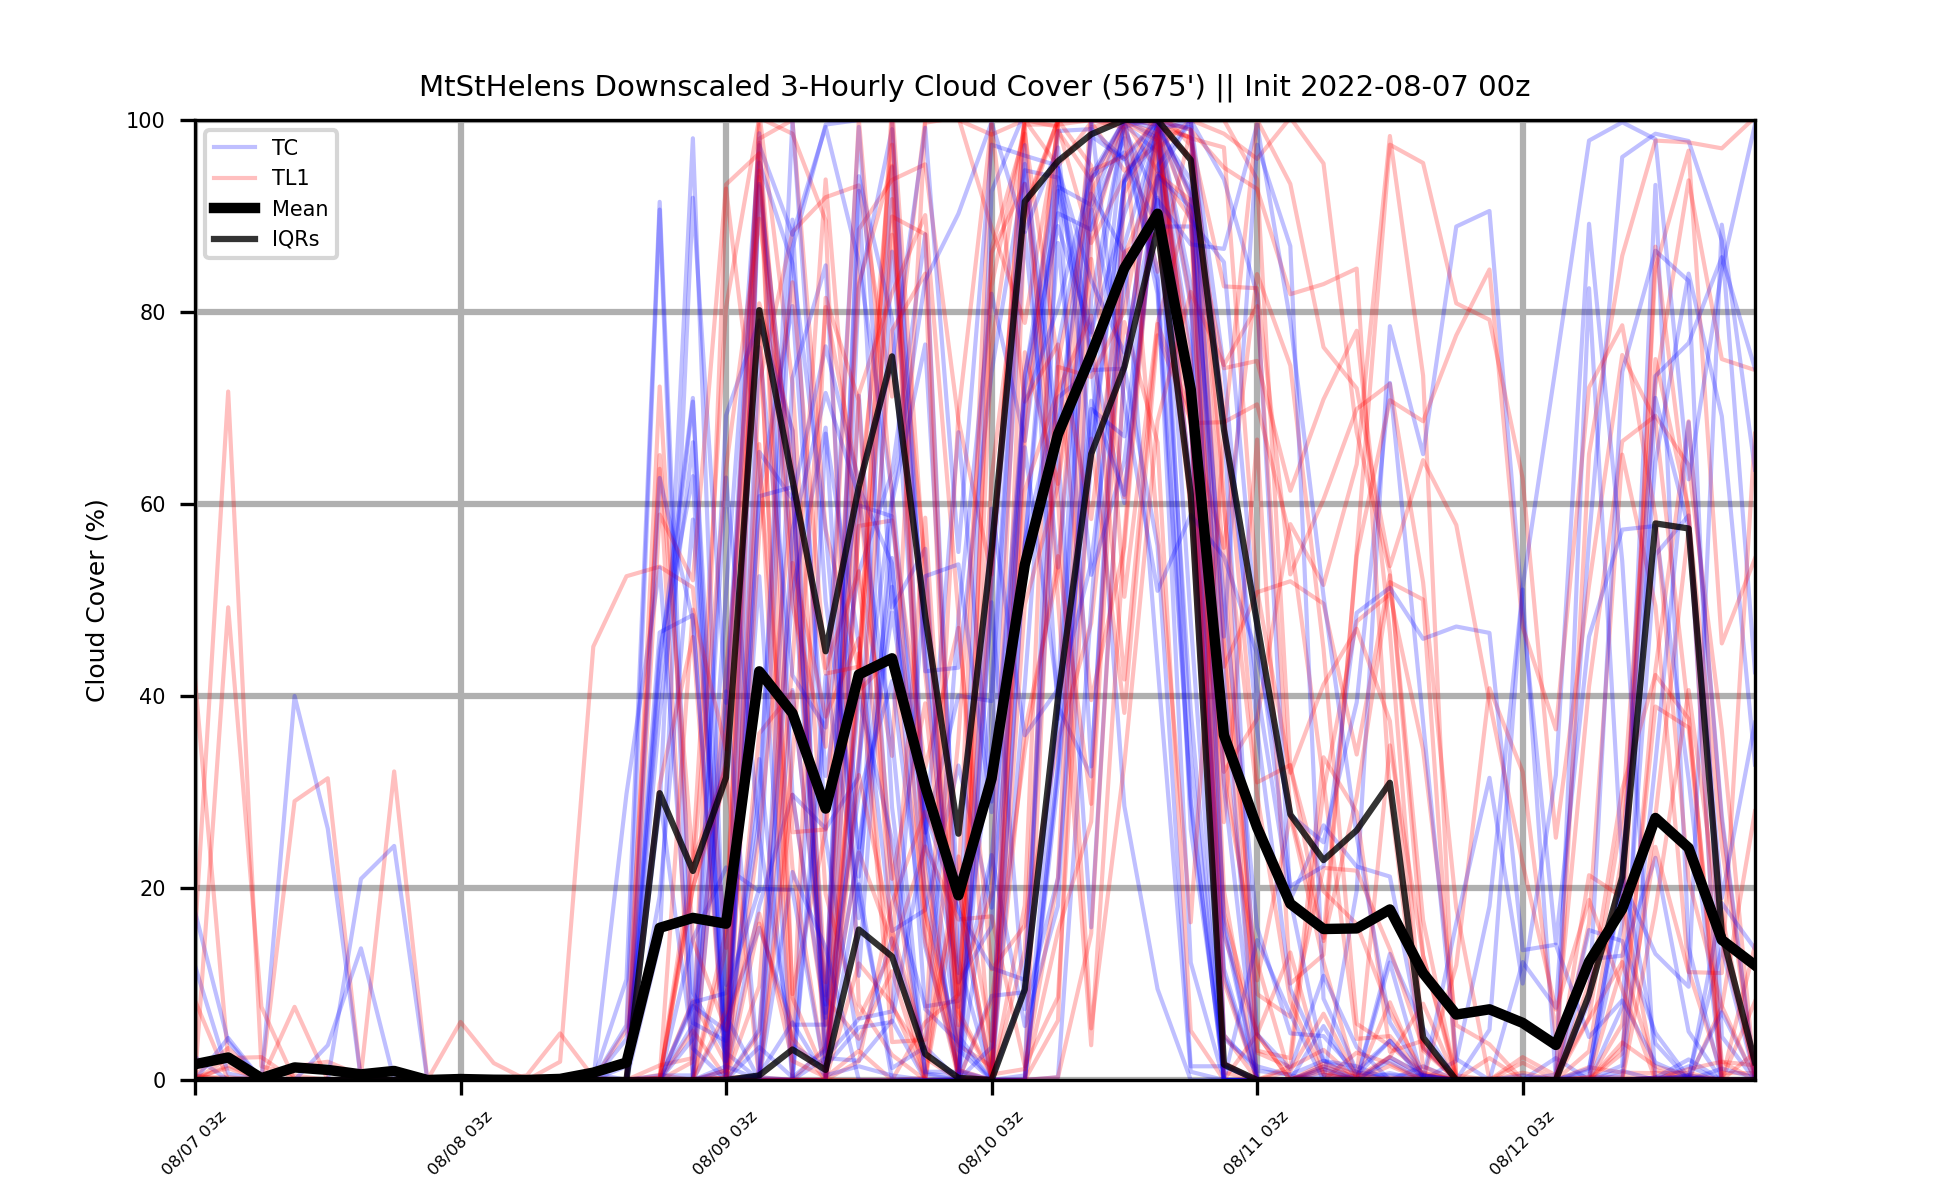 MtStHelens Downscaled 3-Hourly Cloud Cover (5675') || Init 2022-08-07 00z
TC
TL1
Mean
IQRs
Cloud Cover (%)
100
80
60
40
20
0
08/07 03z
08/08 03z
08/09 03z
08/10 03z
08/11 03z
08/12 03z